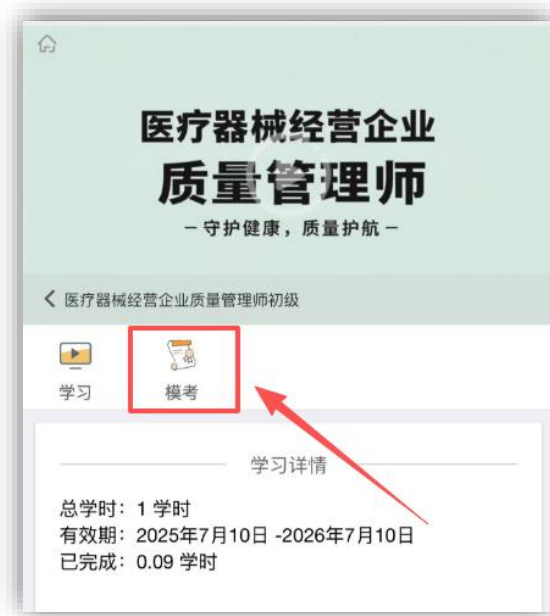 医疗器械经营企业
质量管理师
－守护健康，质量护航－
医疗器械经营企业质量管理师初级
学习 模考
学习详情
总学时：1 学时
有效期：2025年7月10日 -2026年7月10日
已完成：0.09 学时